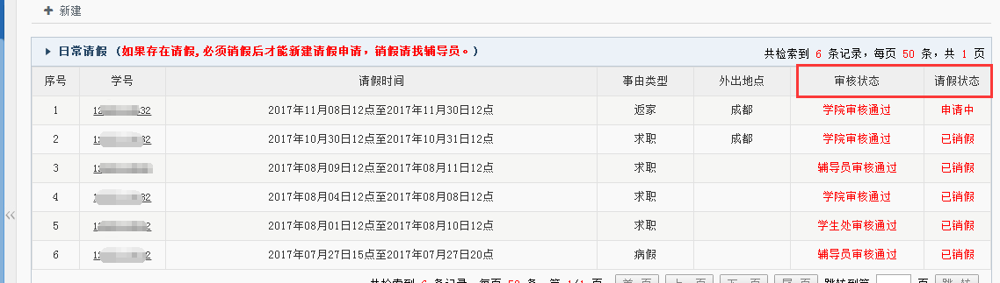 新建
日常请假 (如果存在请假,必须销假后才能新建请假申请，销假请找辅导员。) 共检索到 6 条记录，每页 50 条，共 1 页
序号 学号 请假时间 事由类型 外出地点 审核状态 请假状态
1 2017年11月08日12点至2017年11月30日12点 返家 成都 学院审核通过 申请中
2 2017年10月30日12点至2017年10月31日12点 求职 成都 学院审核通过 已销假
3 2017年08月09日12点至2017年08月11日12点 求职 辅导员审核通过 已销假
4 2017年08月04日12点至2017年08月08日12点 求职 学院审核通过 已销假
5 2017年08月01日12点至2017年08月10日12点 求职 学生处审核通过 已销假
6 2017年07月27日15点至2017年07月27日20点 病假 辅导员审核通过 已销假
共检索到 6 条记录，每页 50 条，第 1/1 页 首 页 上一页 下一页 尾 页 跳转到第 页 跳 转